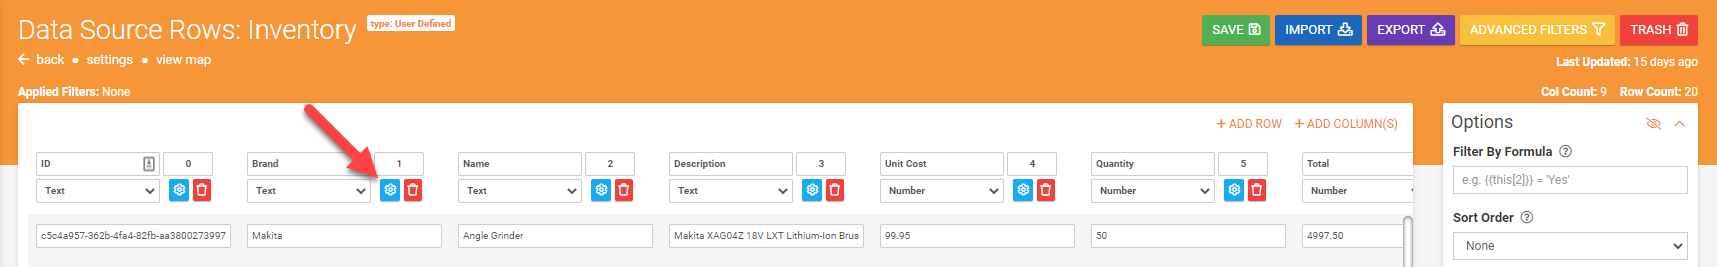 Data Source Rows: Inventory type: User Defined
SAVE IMPORT EXPORT ADVANCED FILTERS TRASH
back • settings • view map
Last Updated: 15 days ago
Applied Filters: None
Col Count: 9 Row Count: 20
+ ADD ROW + ADD COLUMN(S)
ID 0 Brand 1 Name 2 Description 3 Unit Cost 4 Quantity 5 Total
Text Text Text Text Number Number Number
c5c4a957-362b-4fa4-82fb-aa3800273997 Makita Angle Grinder Makita XAG04Z 18V LXT Lithium-Ion Brus 99.95 50 4997.50
Options
Filter By Formula
e.g. {{this[2]}} = 'Yes'
Sort Order
None